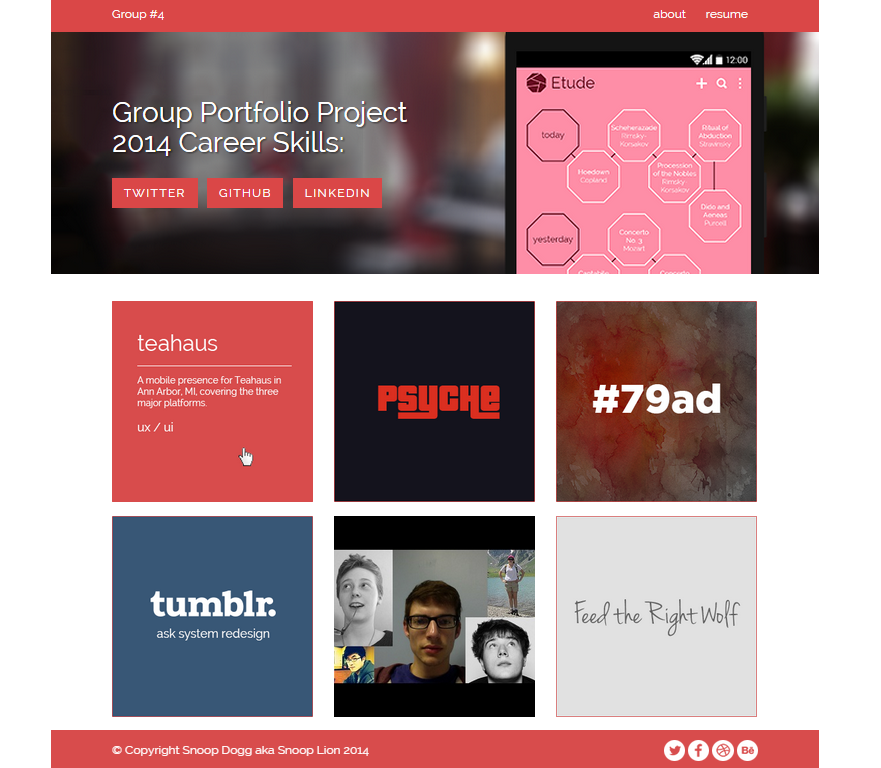 Group #4
about
resume
Group Portfolio Project
2014 Career Skills:
TWITTER
GITHUB
LINKEDIN
12:00
Etude
today
Scheherazade
Rimsky-
Korsakov
Ritual of
Abduction
Stravinsky
Hoedown
Copland
Procession
of the Nobles
Rimsky
Korsakov
Dido and
Aeneas
Purcell
yesterday
Concerto
No. 3
Mozart
Cantabile
Concerto
teahaus
A mobile presence for Teahaus in
Ann Arbor, MI, covering the three
major platforms.
ux / ui
PSYCHE
#79ad
tumblr.
ask system redesign
Feed the Right Wolf
© Copyright Snoop Dogg aka Snoop Lion 2014
Bē